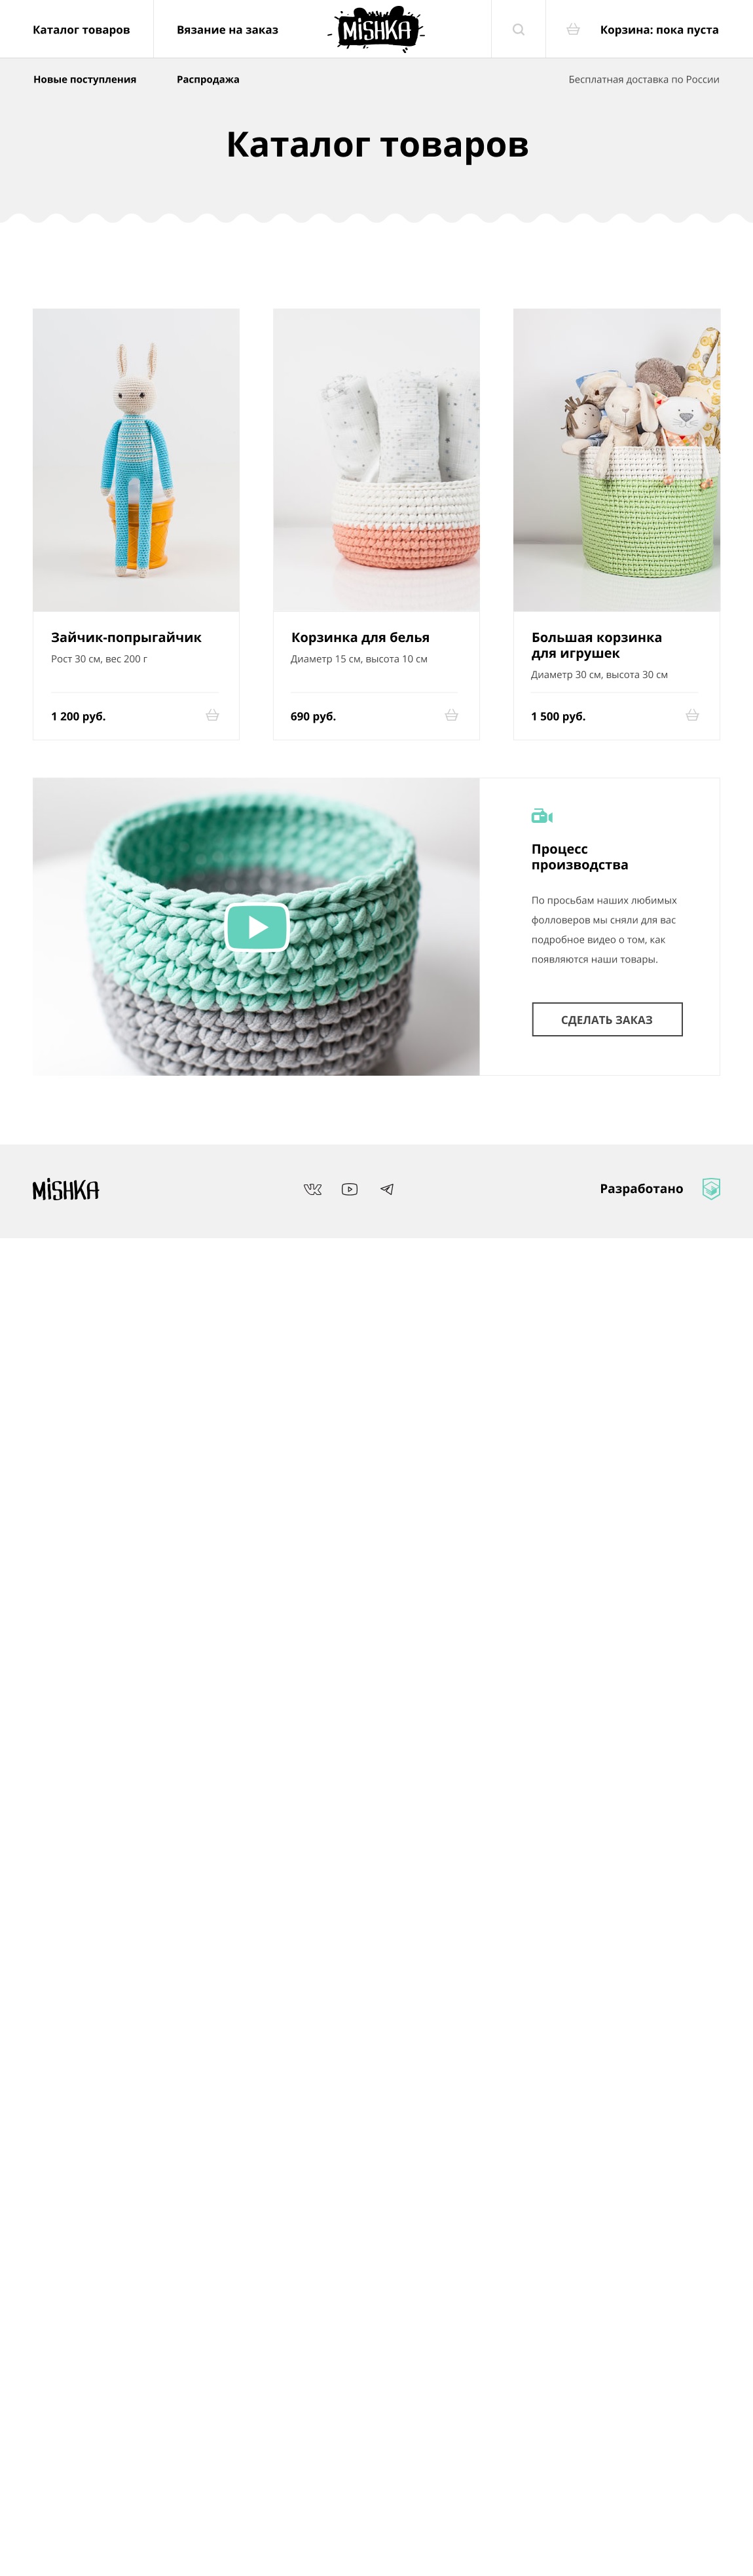 Каталог товаров
Вязание на заказ
MiSHKA
Корзина: пока пуста
Новые поступления
Распродажа
Бесплатная доставка по России
Каталог товаров
Зайчик-попрыгайчик
Рост 30 см, вес 200 г
1 200 руб.
Корзинка для белья
Диаметр 15 см, высота 10 см
690 руб.
Большая корзинка
для игрушек
Диаметр 30 см, высота 30 см
1 500 руб.
Процесс
производства
По просьбам наших любимых
фолловеров мы сняли для вас
подробное видео о том, как
появляются наши товары.
СДЕЛАТЬ ЗАКАЗ
MiSHKA
Разработано